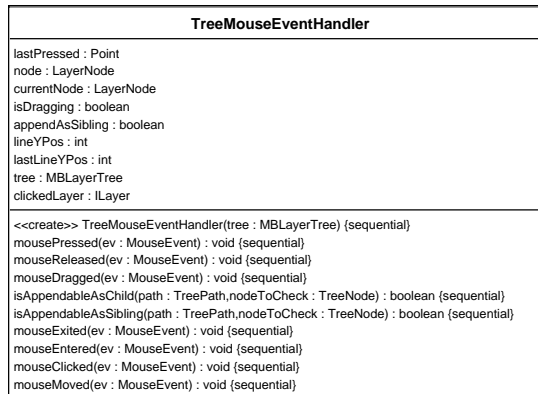 TreeMouseEventHandler
lastPressed : Point
node : LayerNode
currentNode : LayerNode
isDragging : boolean
appendAsSibling : boolean
lineYPos : int
lastLineYPos : int
tree : MBLayerTree
clickedLayer : ILayer
<<create>> TreeMouseEventHandler(tree : MBLayerTree) {sequential}
mousePressed(ev : MouseEvent) : void {sequential}
mouseReleased(ev : MouseEvent) : void {sequential}
mouseDragged(ev : MouseEvent) : void {sequential}
isAppendableAsChild(path : TreePath,nodeToCheck : TreeNode) : boolean {sequential}
isAppendableAsSibling(path : TreePath,nodeToCheck : TreeNode) : boolean {sequential}
mouseExited(ev : MouseEvent) : void {sequential}
mouseEntered(ev : MouseEvent) : void {sequential}
mouseClicked(ev : MouseEvent) : void {sequential}
mouseMoved(ev : MouseEvent) : void {sequential}